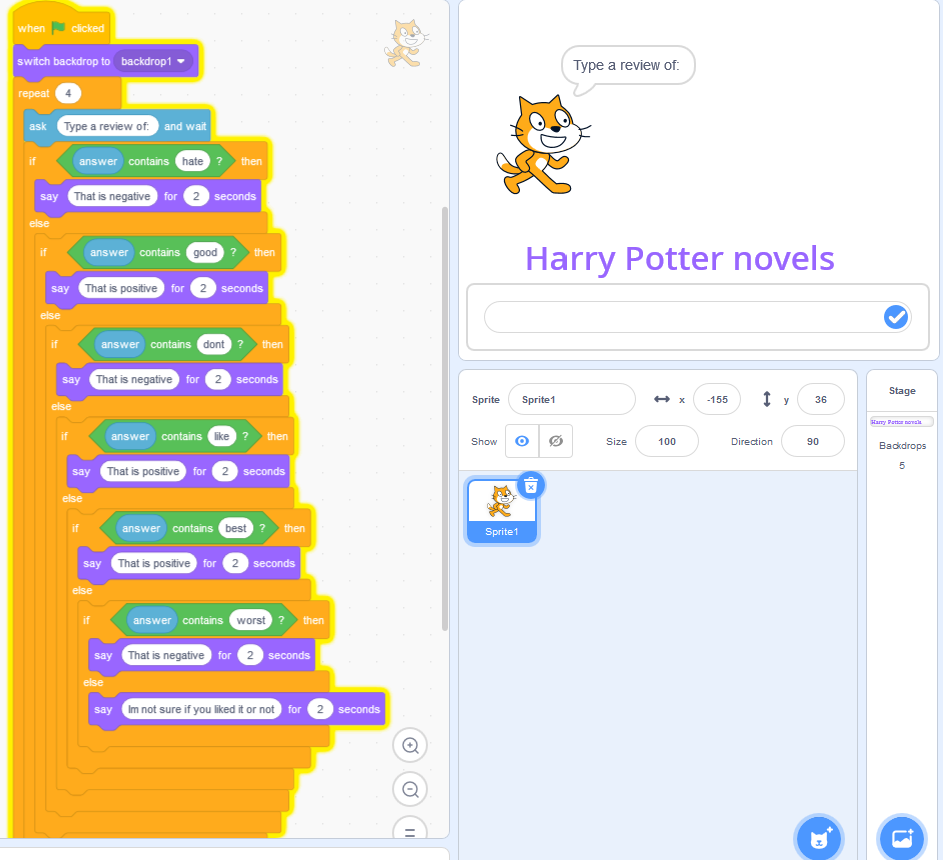 when clicked
switch backdrop to backdrop1
repeat 4
ask Type a review of: and wait
if answer contains hate ? then
say That is negative for 2 seconds
else
if answer contains good ? then
say That is positive for 2 seconds
else
if answer contains dont ? then
say That is negative for 2 seconds
else
if answer contains like ? then
say That is positive for 2 seconds
else
if answer contains best ? then
say That is positive for 2 seconds
else
if answer contains worst ? then
say That is negative for 2 seconds
else
say Im not sure if you liked it or not for 2 seconds
Type a review of:
Harry Potter novels
Sprite Sprite1 x -155 y 36
Show Size 100 Direction 90
Sprite1
Stage
Harry Potter novels
Backdrops
5